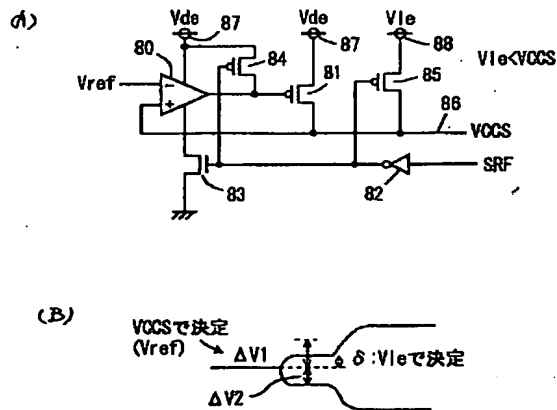 (A)
Vde Vde Vle
87 87 88
80 84 81 85 Vle<VCCS
Vref - +
86
VCCS
SRF
83 82
(B)
VCCSで決定
(Vref)
ΔV1
δ:Vleで決定
ΔV2